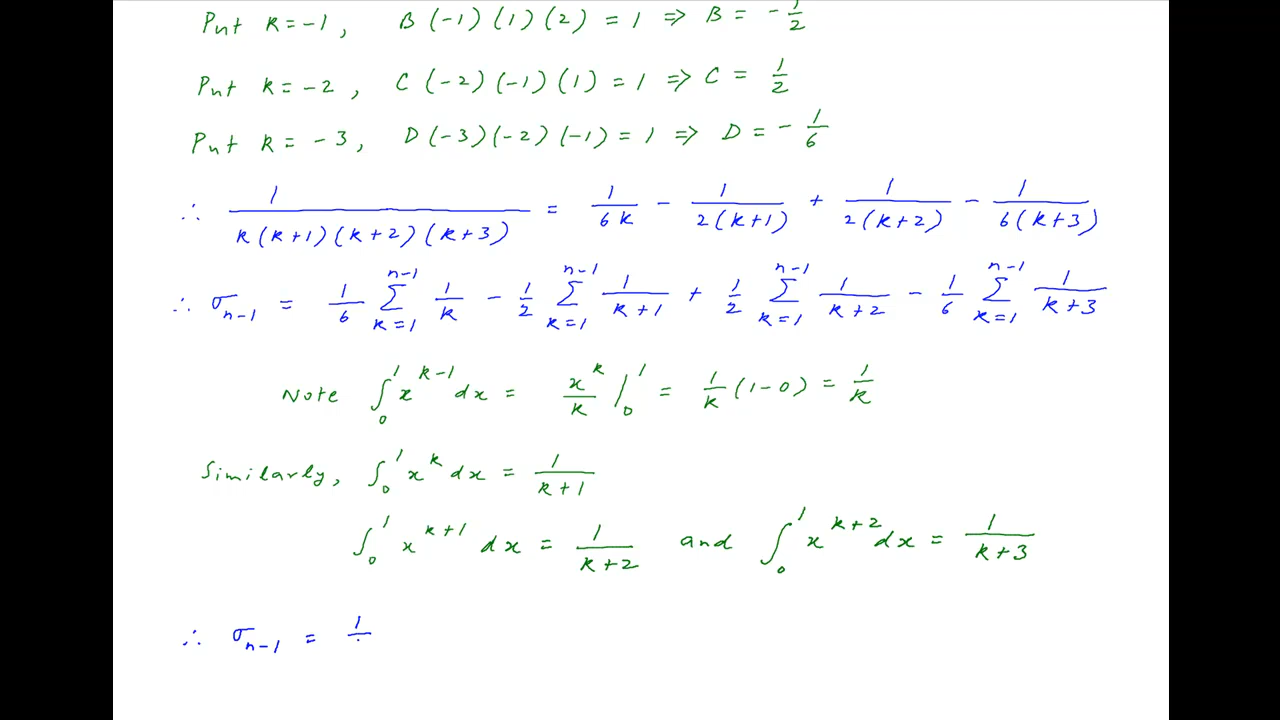 Put k = -1, B (-1) (1) (2) = 1 ⇒ B = -1/2
Put k = -2, C (-2) (-1) (1) = 1 ⇒ C = 1/2
Put k = -3, D (-3) (-2) (-1) = 1 ⇒ D = -1/6
∴ 1/(k(k+1)(k+2)(k+3)) = 1/(6k) - 1/(2(k+1)) + 1/(2(k+2)) - 1/(6(k+3))
∴ σ_{n-1} = 1/6 ∑_{k=1}^{n-1} 1/k - 1/2 ∑_{k=1}^{n-1} 1/(k+1) + 1/2 ∑_{k=1}^{n-1} 1/(k+2) - 1/6 ∑_{k=1}^{n-1} 1/(k+3)
Note ∫_0^1 x^{k-1} dx = x^k/k |_0^1 = 1/k (1-0) = 1/k
Similarly, ∫_0^1 x^k dx = 1/(k+1)
∫_0^1 x^{k+1} dx = 1/(k+2) and ∫_0^1 x^{k+2} dx = 1/(k+3)
∴ σ_{n-1} = 1/